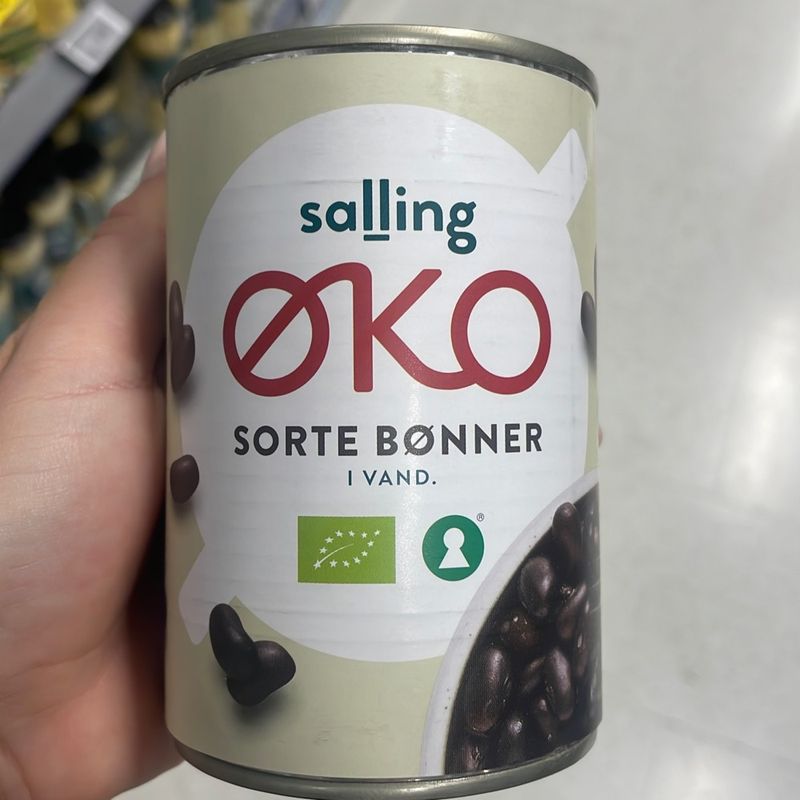 salling
ØKO
SORTE BØNNER
I VAND.
®